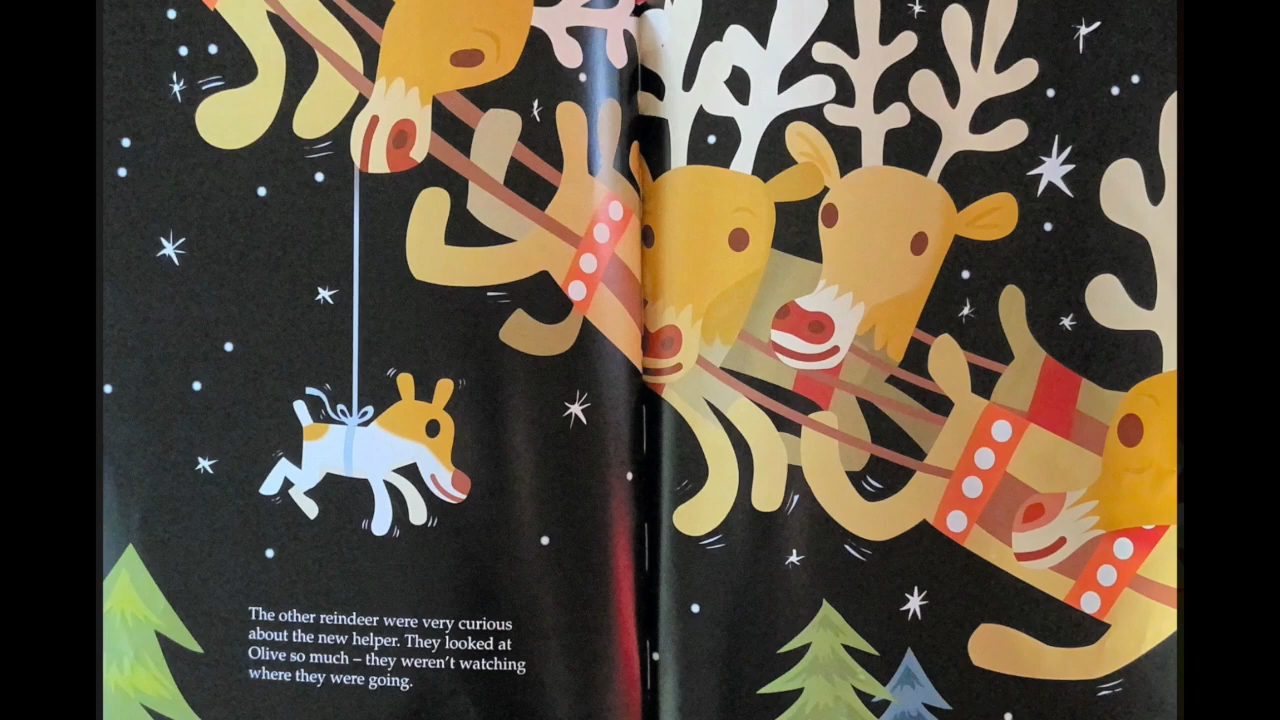 The other reindeer were very curious
about the new helper. They looked at
Olive so much – they weren't watching
where they were going.